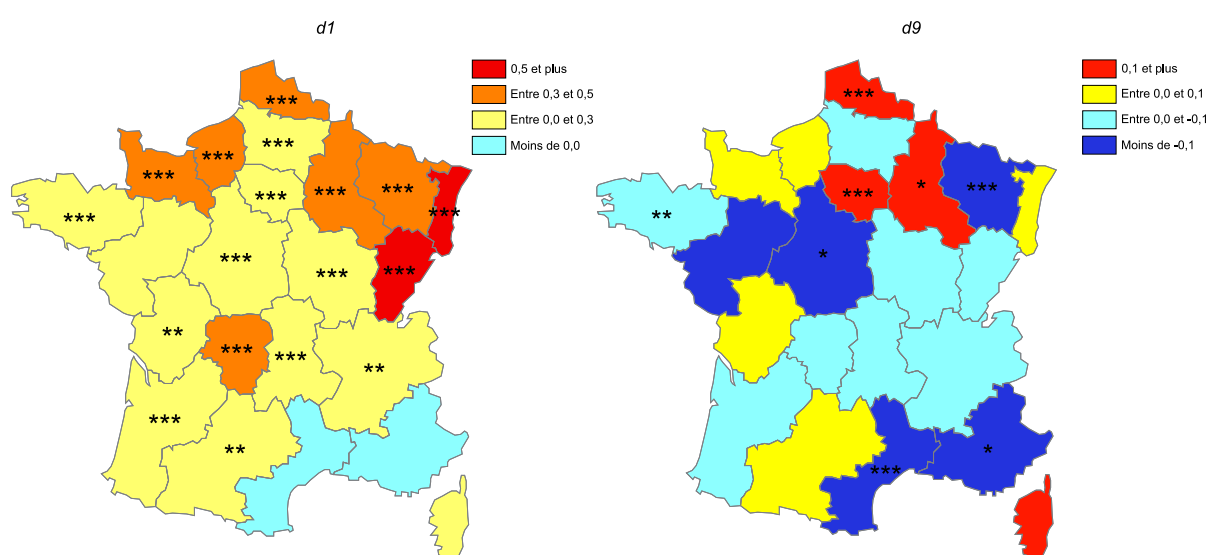 d1
0,5 et plus
Entre 0,3 et 0,5
Entre 0,0 et 0,3
Moins de 0,0
***
***
***
***
***
***
***
***
***
***
***
***
**
***
***
**
***
**
d9
0,1 et plus
Entre 0,0 et 0,1
Entre 0,0 et -0,1
Moins de -0,1
***
***
*
***
**
*
***
*